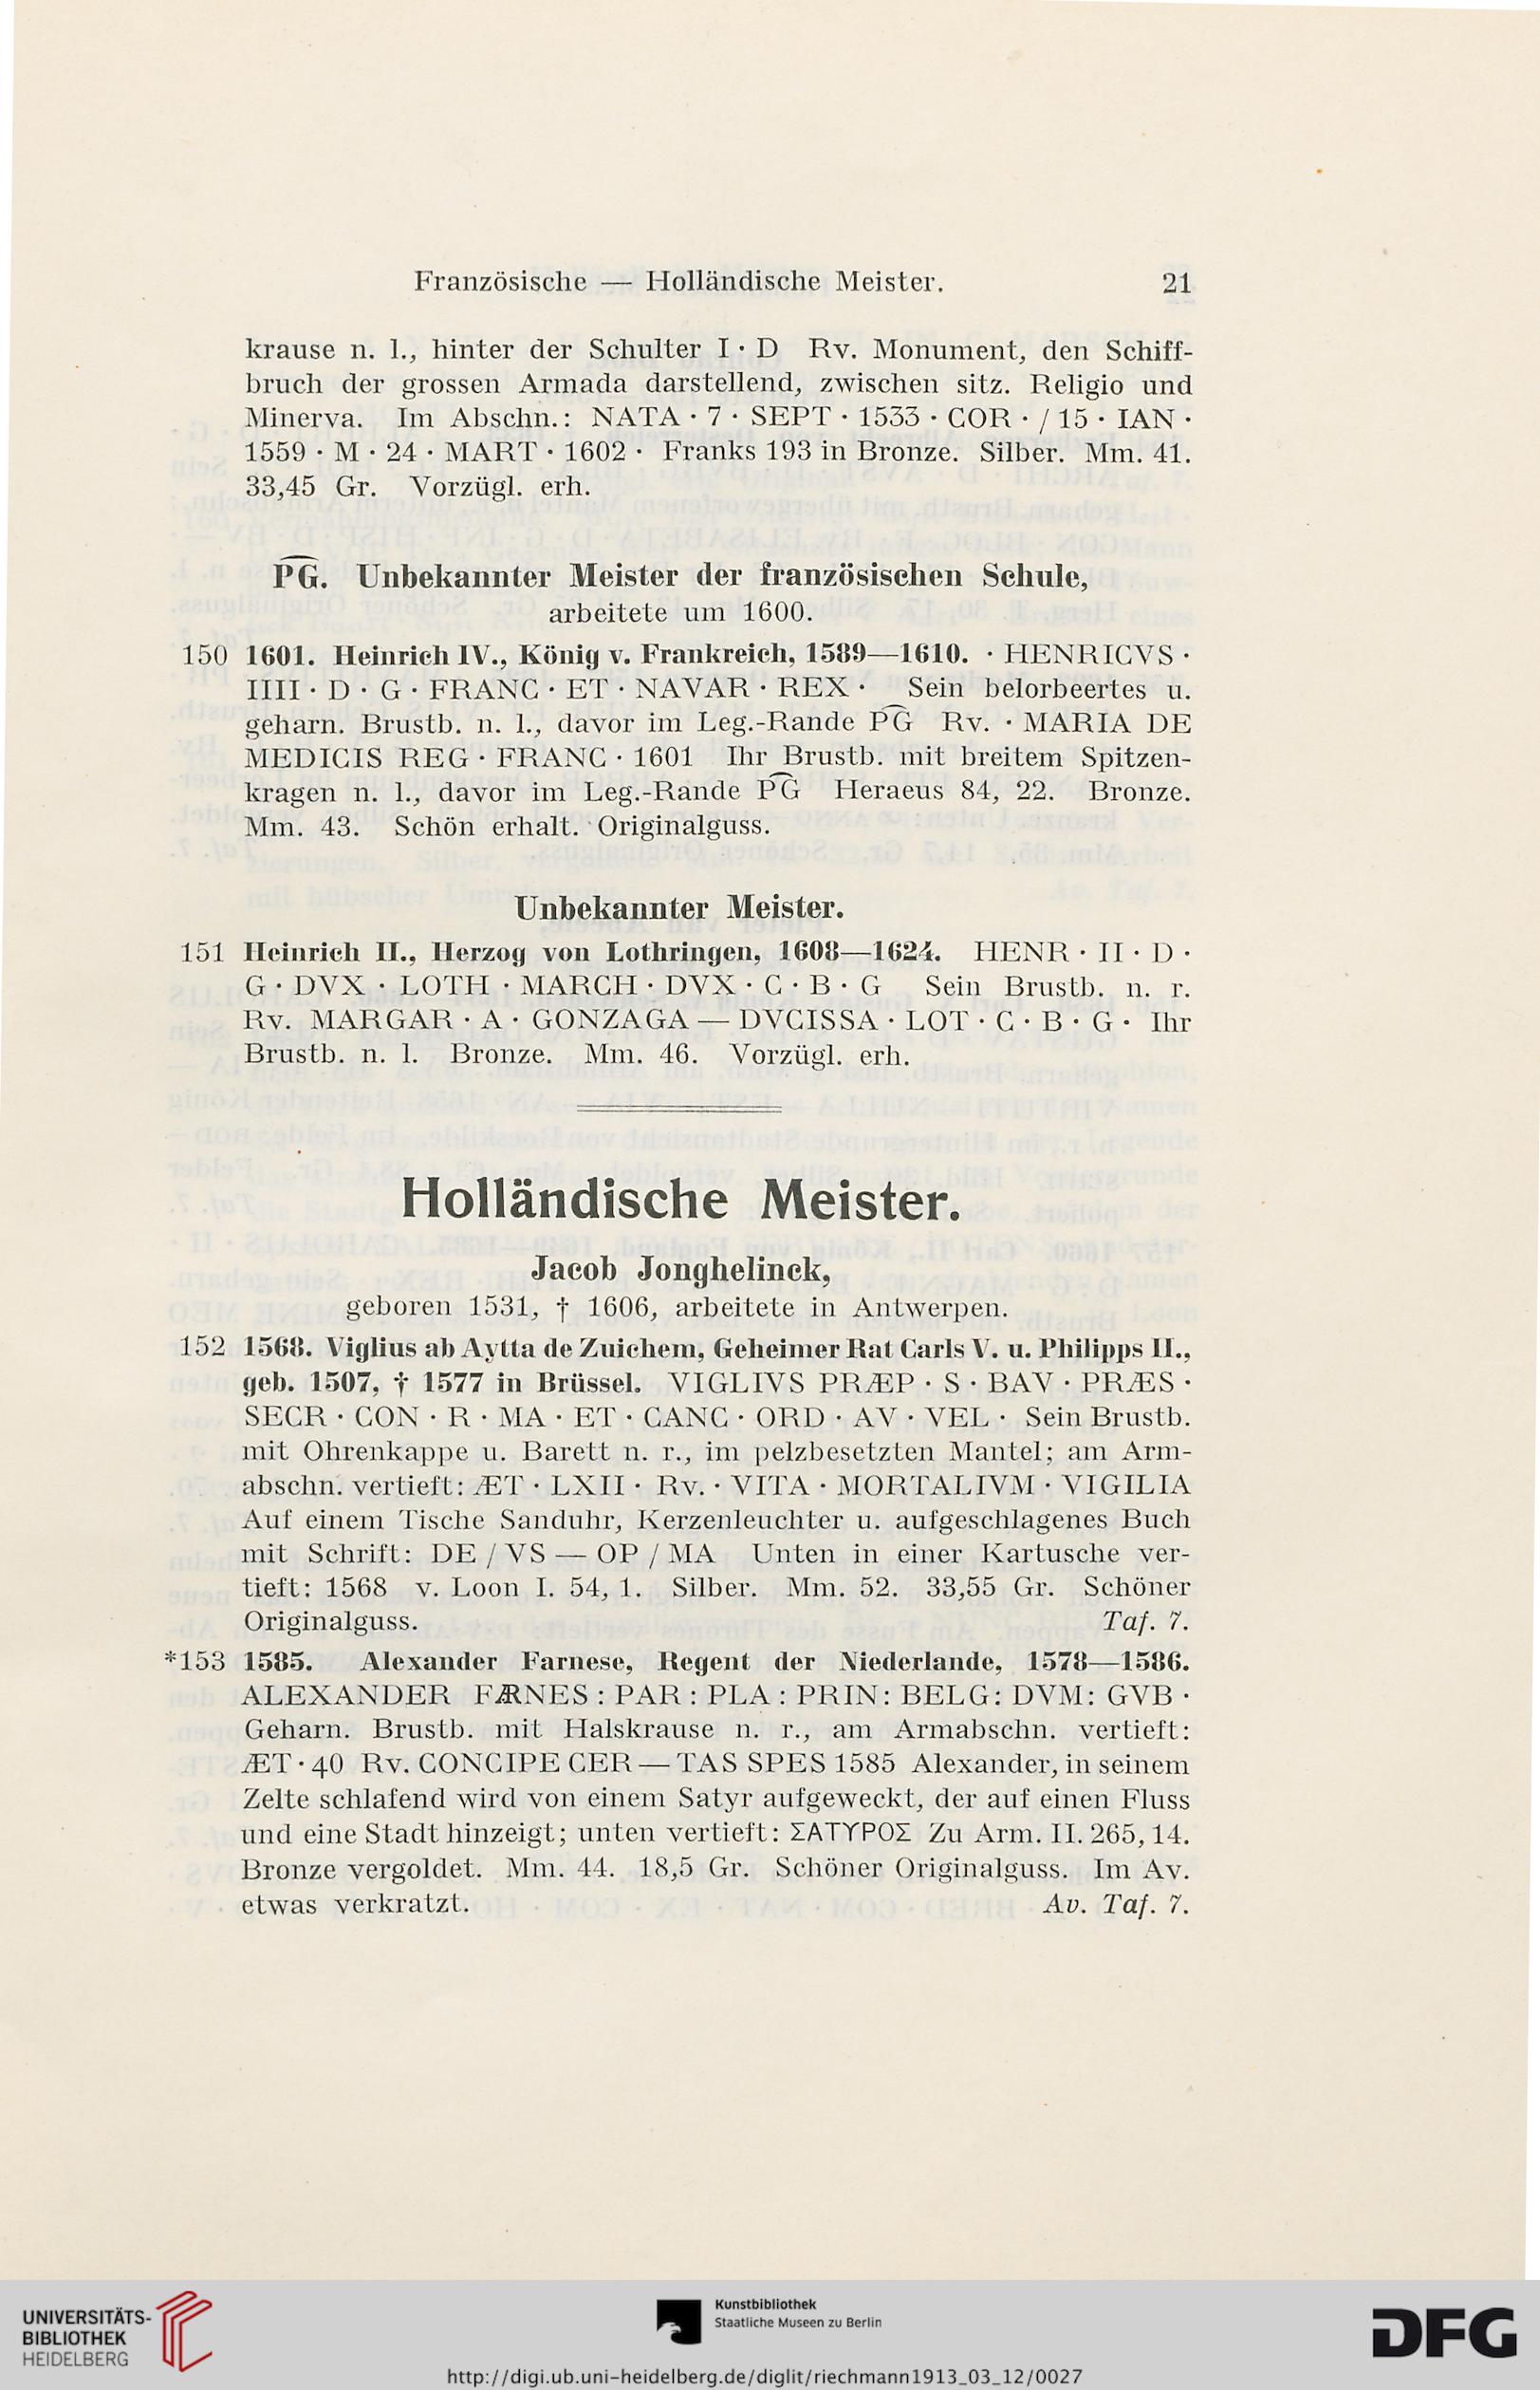 Französische — Holländische Meister. 21
krause n. l., hinter der Schulter I · D Rv. Monument, den Schiff-
bruch der grossen Armada darstellend, zwischen sitz. Religio und
Minerva. Im Abschn.: NATA · 7 · SEPT · 1533 · COR · / 15 · IAN ·
1559 · M · 24 · MART · 1602 · Franks 193 in Bronze. Silber. Mm. 41.
33,45 Gr. Vorzügl. erh.
PG. Unbekannter Meister der französischen Schule,
arbeitete um 1600.
150 1601. Heinrich IV., König v. Frankreich, 1589—1610. · HENRICVS ·
IIII · D · G · FRANC · ET · NAVAR · REX · Sein belorbeertes u.
geharn. Brustb. n. l., davor im Leg.-Rande PG Rv. · MARIA DE
MEDICIS REG · FRANC · 1601 Ihr Brustb. mit breitem Spitzen-
kragen n. l., davor im Leg.-Rande PG Heraeus 84, 22. Bronze.
Mm. 43. Schön erhalt. Originalguss.
Unbekannter Meister.
151 Heinrich II., Herzog von Lothringen, 1608—1624. HENR · II · D ·
G · DVX · LOTH · MARCH · DVX · C · B · G Sein Brustb. n. r.
Rv. MARGAR · A · GONZAGA — DVCISSA · LOT · C · B · G · Ihr
Brustb. n. l. Bronze. Mm. 46. Vorzügl. erh.
Holländische Meister.
Jacob Jonghelinck,
geboren 1531, † 1606, arbeitete in Antwerpen.
152 1568. Viglius ab Aytta de Zuichem, Geheimer Rat Carls V. u. Philipps II.,
geb. 1507, † 1577 in Brüssel. VIGLIVS PRÆP · S · BAV · PRÆS ·
SECR · CON · R · MA · ET · CANC · ORD · AV · VEL · Sein Brustb.
mit Ohrenkappe u. Barett n. r., im pelzbesetzten Mantel; am Arm-
abschn. vertieft: ÆT · LXII · Rv. · VITA · MORTALIVM · VIGILIA
Auf einem Tische Sanduhr, Kerzenleuchter u. aufgeschlagenes Buch
mit Schrift: DE / VS — OP / MA Unten in einer Kartusche ver-
tieft: 1568 v. Loon I. 54, 1. Silber. Mm. 52. 33,55 Gr. Schöner
Originalguss. Taf. 7.
*153 1585. Alexander Farnese, Regent der Niederlande, 1578—1586.
ALEXANDER FARNES : PAR : PLA : PRIN : BELG : DVM : GVB ·
Geharn. Brustb. mit Halskrause n. r., am Armabschn. vertieft:
ÆT · 40 Rv. CONCIPE CER — TAS SPES 1585 Alexander, in seinem
Zelte schlafend wird von einem Satyr aufgeweckt, der auf einen Fluss
und eine Stadt hinzeigt; unten vertieft: ΣΑΤΥΡΟΣ Zu Arm. II. 265, 14.
Bronze vergoldet. Mm. 44. 18,5 Gr. Schöner Originalguss. Im Av.
etwas verkratzt. Av. Taf. 7.
UNIVERSITÄTS-
BIBLIOTHEK
HEIDELBERG
Kunstbibliothek
Staatliche Museen zu Berlin
DFG
http://digi.ub.uni-heidelberg.de/diglit/riechmann1913_03_12/0027